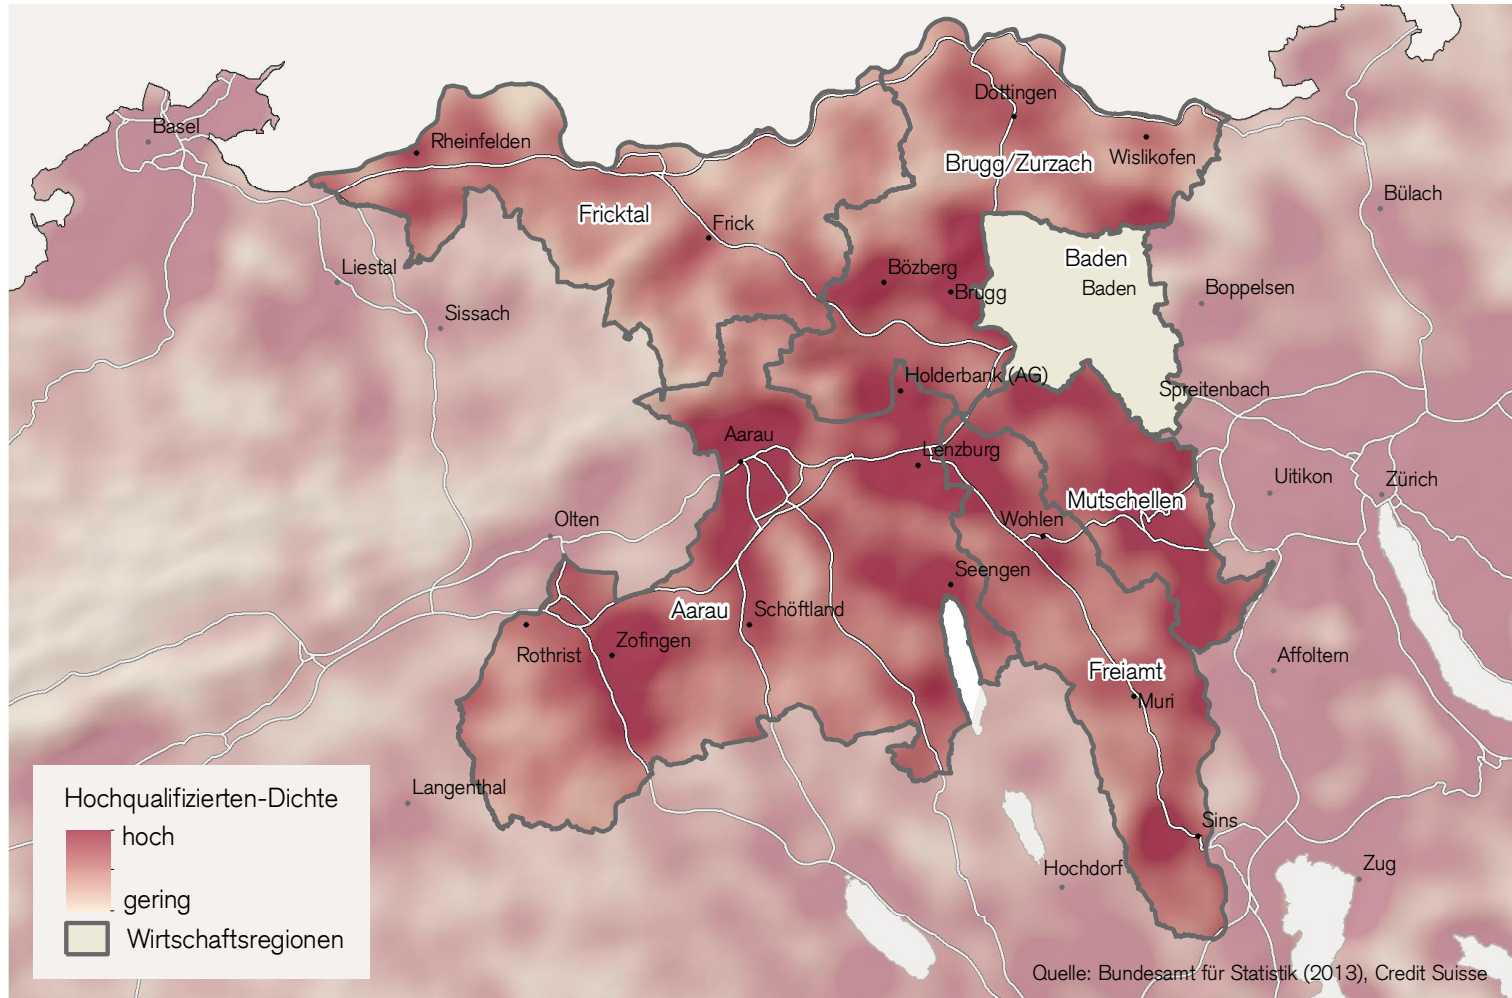 Basel
Rheinfelden
Döttingen
Brugg/Zurzach
Wislikofen
Bülach
Fricktal
Frick
Liestal
Sissach
Bözberg
Brugg
Baden
Baden
Boppelsen
Holderbank (AG)
Spreitenbach
Aarau
Lenzburg
Uitikon
Zürich
Mutschellen
Olten
Wohlen
Seengen
Aarau
Schöftland
Rothrist
Zofingen
Affoltern
Freiamt
Muri
Langenthal
Sins
Hochdorf
Zug
Hochqualifizierten-Dichte
hoch
gering
Wirtschaftsregionen
Quelle: Bundesamt für Statistik (2013), Credit Suisse